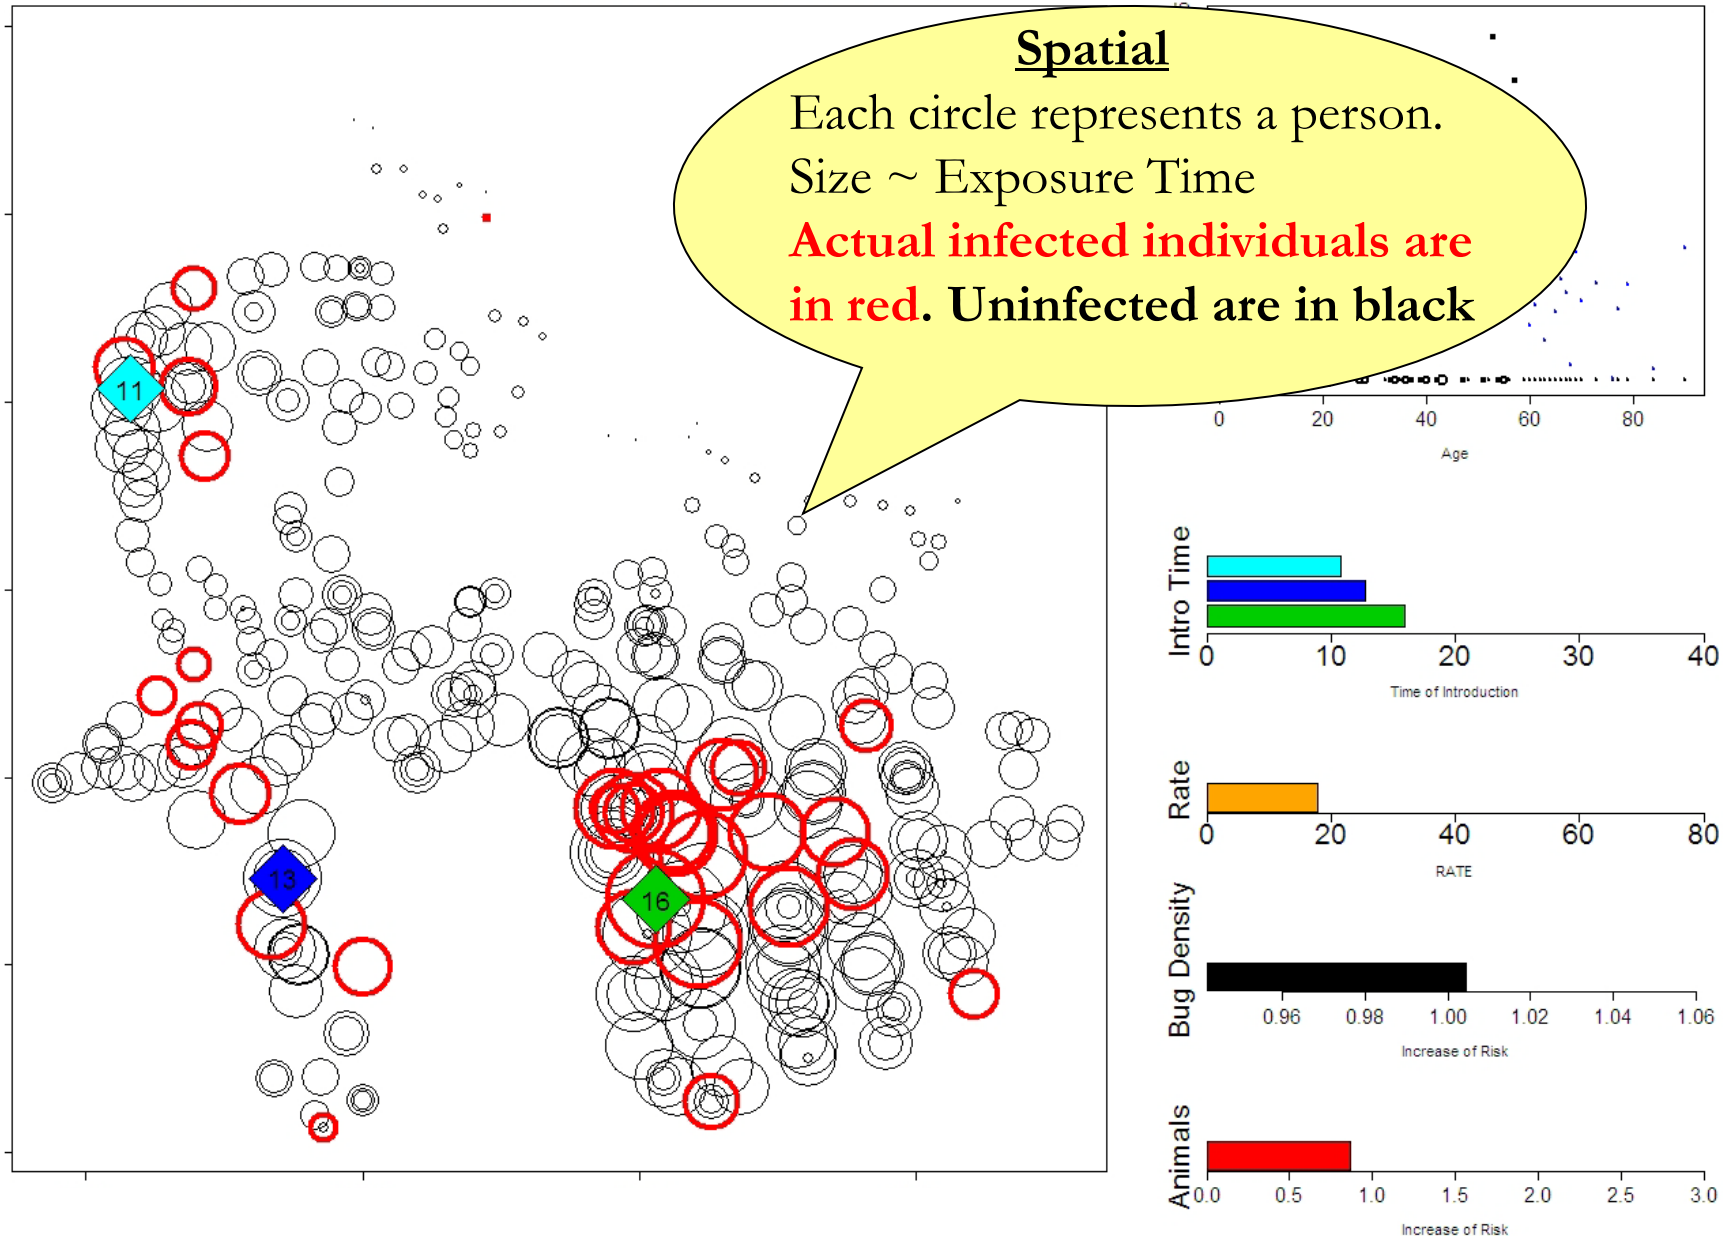 Spatial
Each circle represents a person.
Size ~ Exposure Time
Actual infected individuals are
in red. Uninfected are in black
11
13
16
0 20 40 60 80
Age
Intro Time
0 10 20 30 40
Time of Introduction
Rate
0 20 40 60 80
RATE
Bug Density
0.96 0.98 1.00 1.02 1.04 1.06
Increase of Risk
Animals
0.0 0.5 1.0 1.5 2.0 2.5 3.0
Increase of Risk